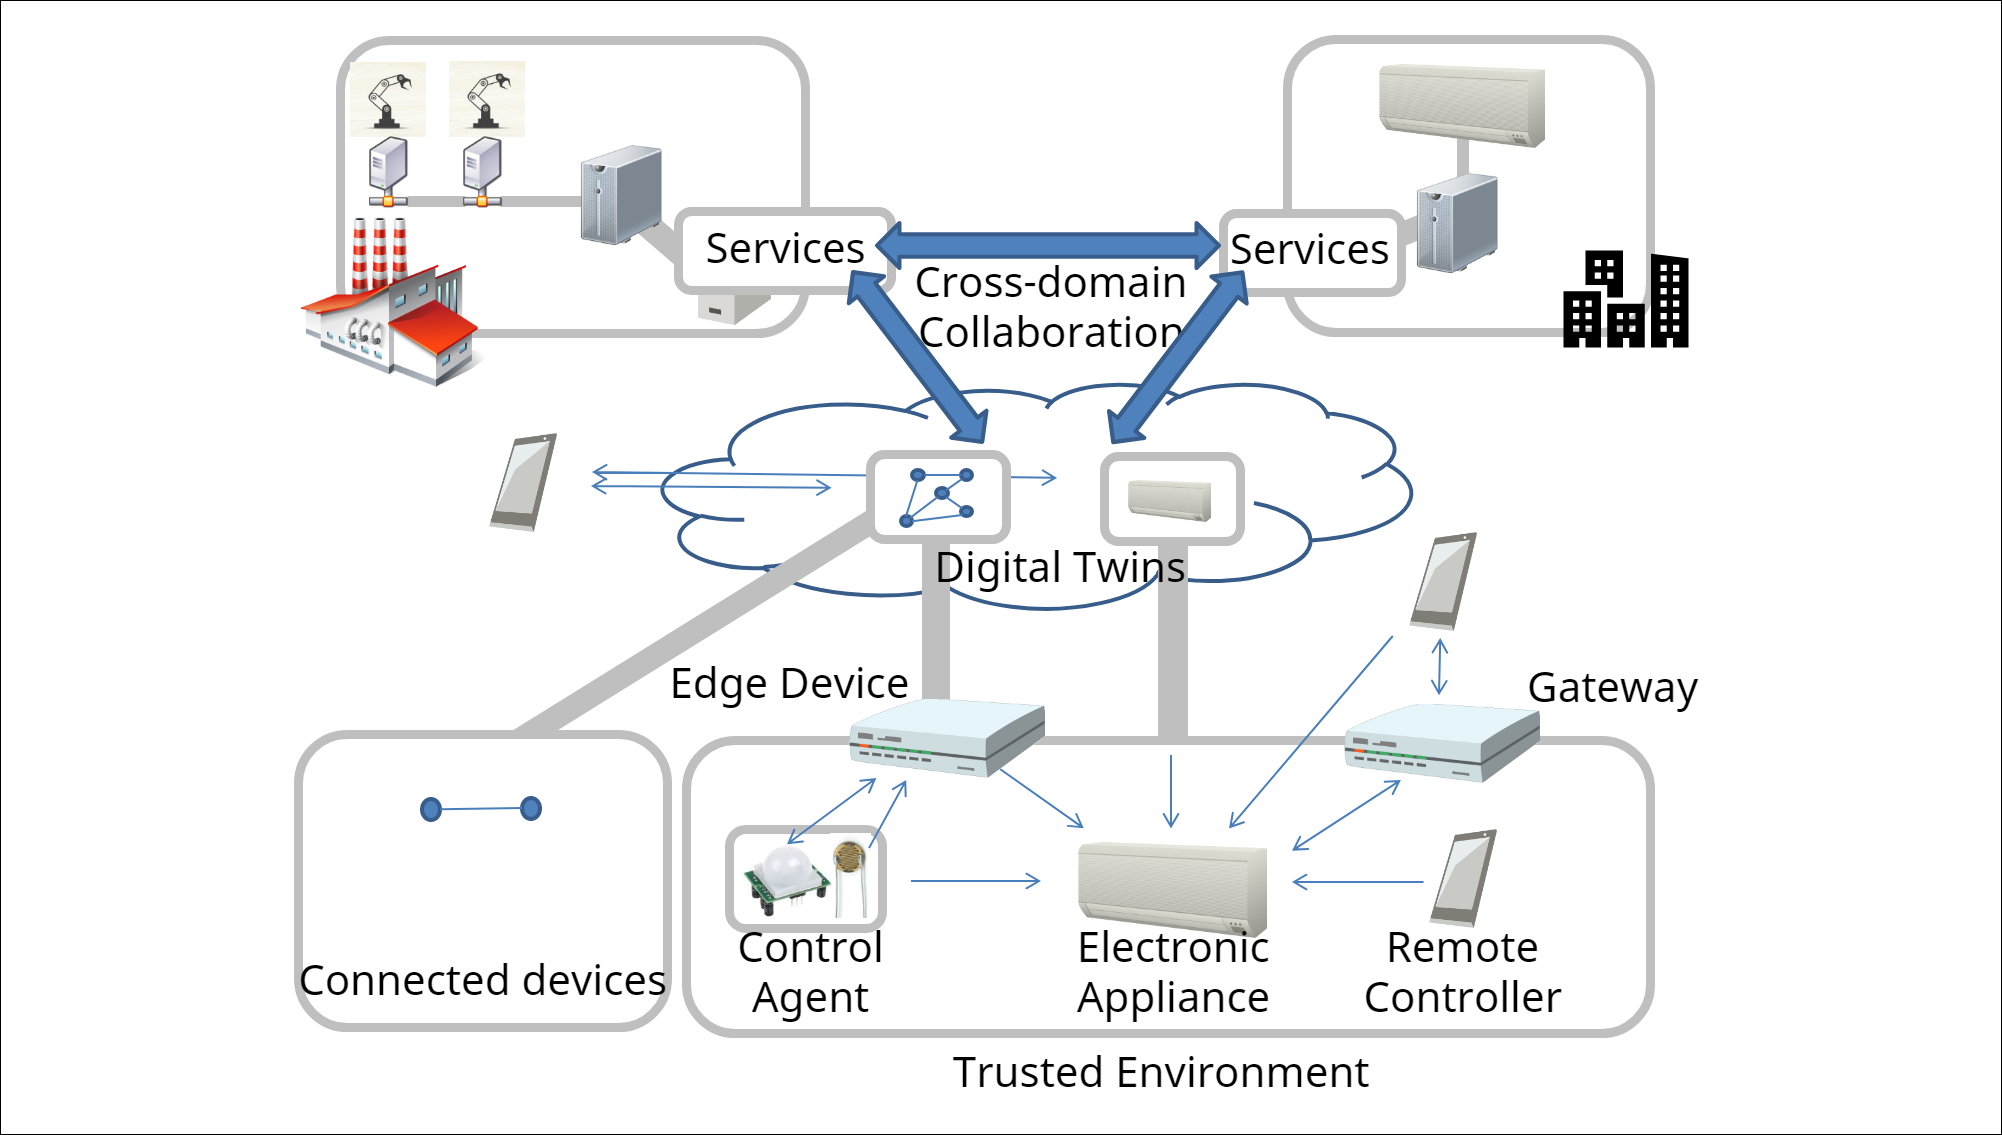 Services
Services
Cross-domain
Collaboration
Digital Twins
Edge Device
Gateway
Connected devices
Control
Agent
Electronic
Appliance
Remote
Controller
Trusted Environment